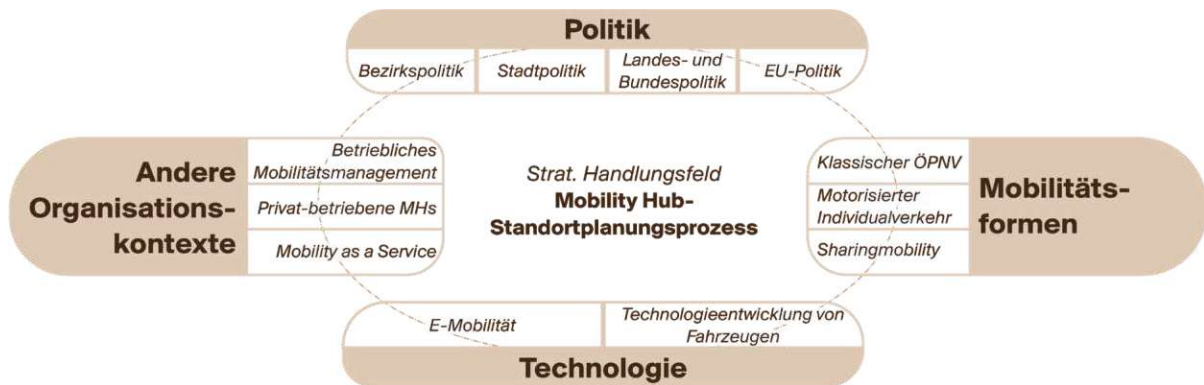 Politik
Bezirkspolitik
Stadtpolitik
Landes- und
Bundespolitik
EU-Politik
Andere
Organisations-
kontexte
Betriebliches
Mobilitätsmanagement
Privat-betriebene MHs
Mobility as a Service
Strat. Handlungsfeld
Mobility Hub-
Standortplanungsprozess
Klassischer ÖPNV
Motorisierter
Individualverkehr
Sharingmobility
Mobilitäts-
formen
E-Mobilität
Technologieentwicklung von
Fahrzeugen
Technologie